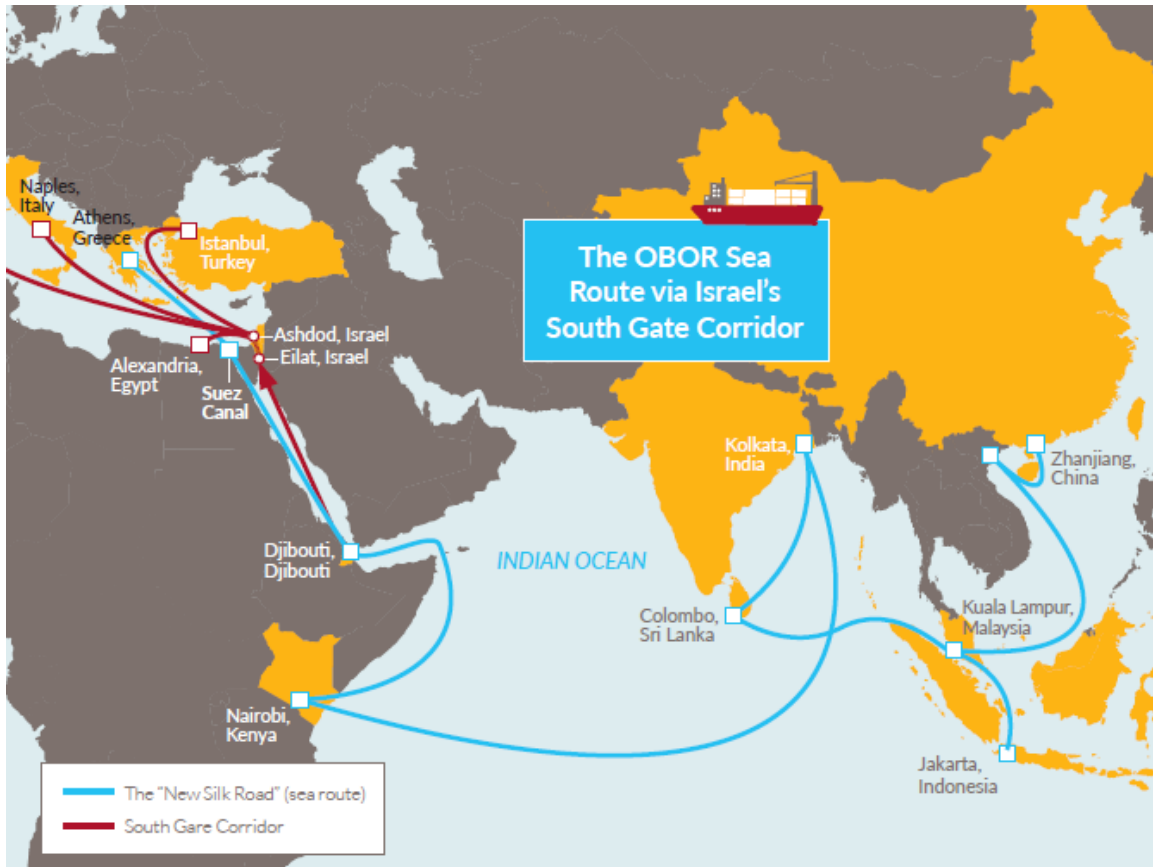 The OBOR Sea
Route via Israel's
South Gate Corridor
Naples,
Italy
Athens,
Greece
Istanbul,
Turkey
Ashdod, Israel
Eilat, Israel
Alexandria,
Egypt
Suez
Canal
Kolkata,
India
Zhanjiang,
China
Djibouti,
Djibouti
INDIAN OCEAN
Colombo,
Sri Lanka
Kuala Lampur,
Malaysia
Nairobi,
Kenya
Jakarta,
Indonesia
The "New Silk Road" (sea route)
South Gare Corridor